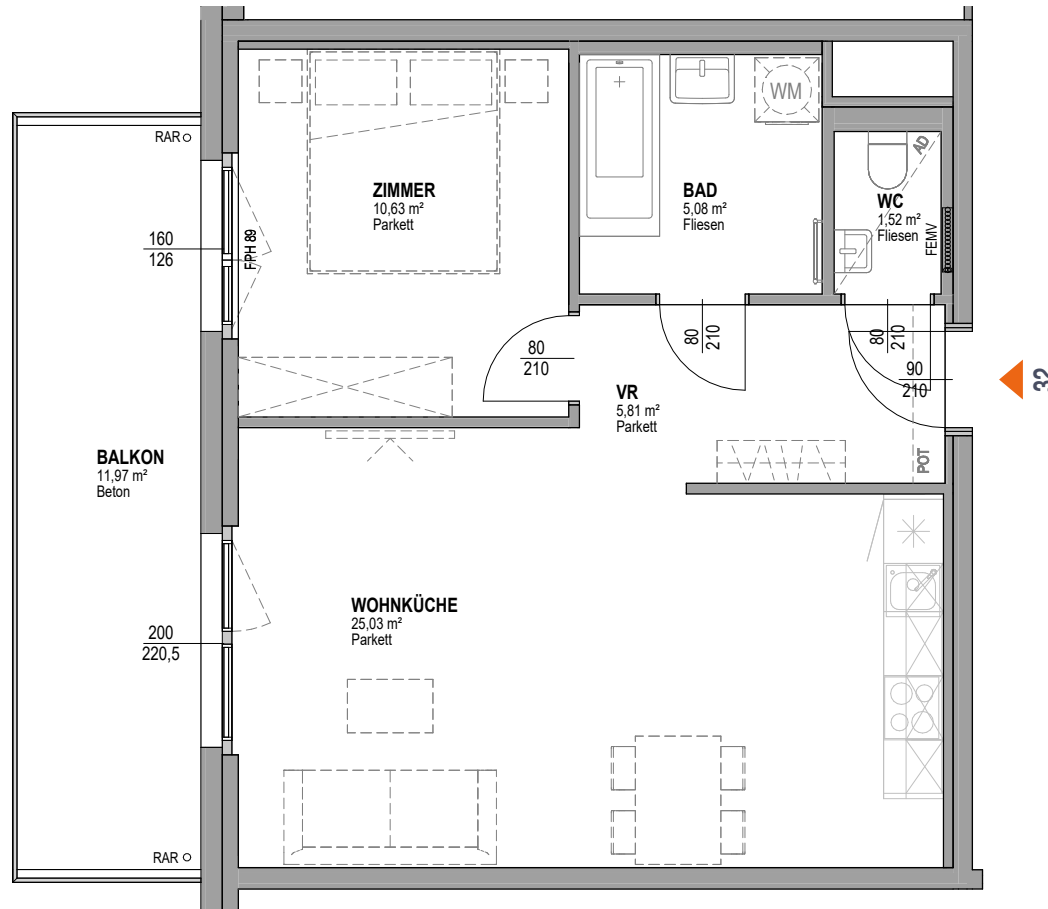 RAR
WM
AD
ZIMMER
10,63 m²
Parkett
BAD
5,08 m²
Fliesen
WC
1,52 m²
Fliesen
FEMV
160
126
FPH 89
80
210
80
210
80
210
90
210
32
VR
5,81 m²
Parkett
BALKON
11,97 m²
Beton
POT
WOHNKÜCHE
25,03 m²
Parkett
200
220,5
RAR